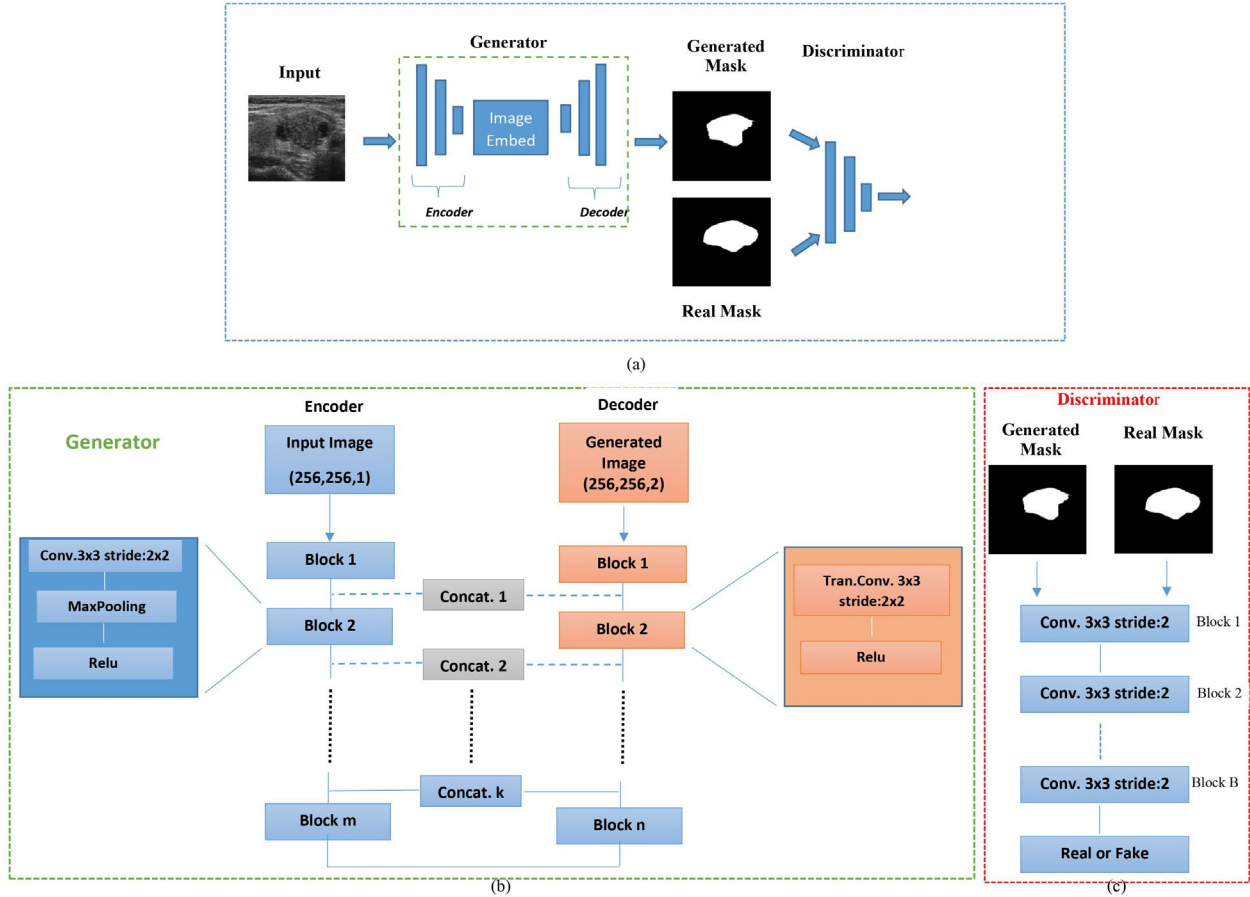 Generator
Generated
Mask
Discriminator
Input
Image
Embed
Encoder
Decoder
Real Mask
(a)
Generator
Encoder
Decoder
Input Image
(256,256,1)
Generated
Image
(256,256,2)
Block 1
Block 1
Concat. 1
Block 2
Block 2
Concat. 2
Conv.3x3 stride:2x2
MaxPooling
Relu
Tran.Conv. 3x3
stride:2x2
Relu
Concat. k
Block m
Block n
(b)
Discriminator
Generated
Mask
Real Mask
Conv. 3x3 stride:2
Block 1
Conv. 3x3 stride:2
Block 2
Conv. 3x3 stride:2
Block B
Real or Fake
(c)